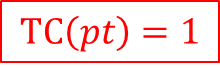 TC(pt) = 1